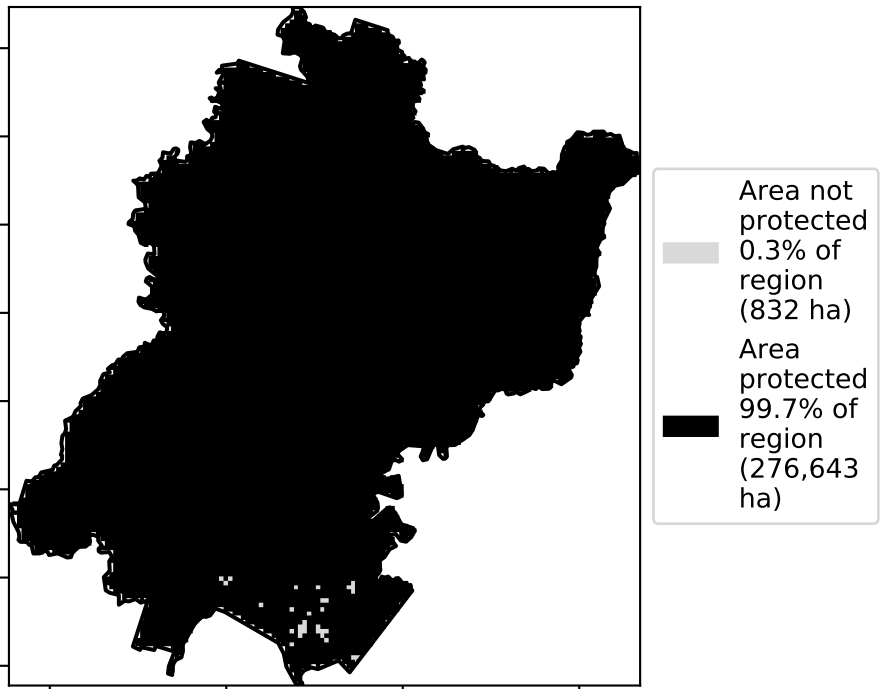 Area not
protected
0.3% of
region
(832 ha)
Area
protected
99.7% of
region
(276,643
ha)